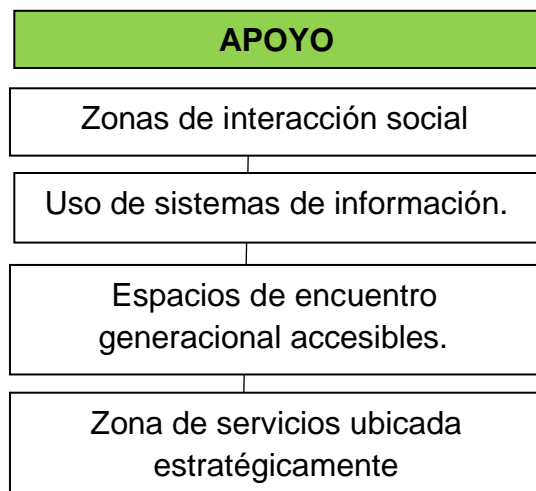 APOYO
Zonas de interacción social
Uso de sistemas de información.
Espacios de encuentro
generacional accesibles.
Zona de servicios ubicada
estratégicamente